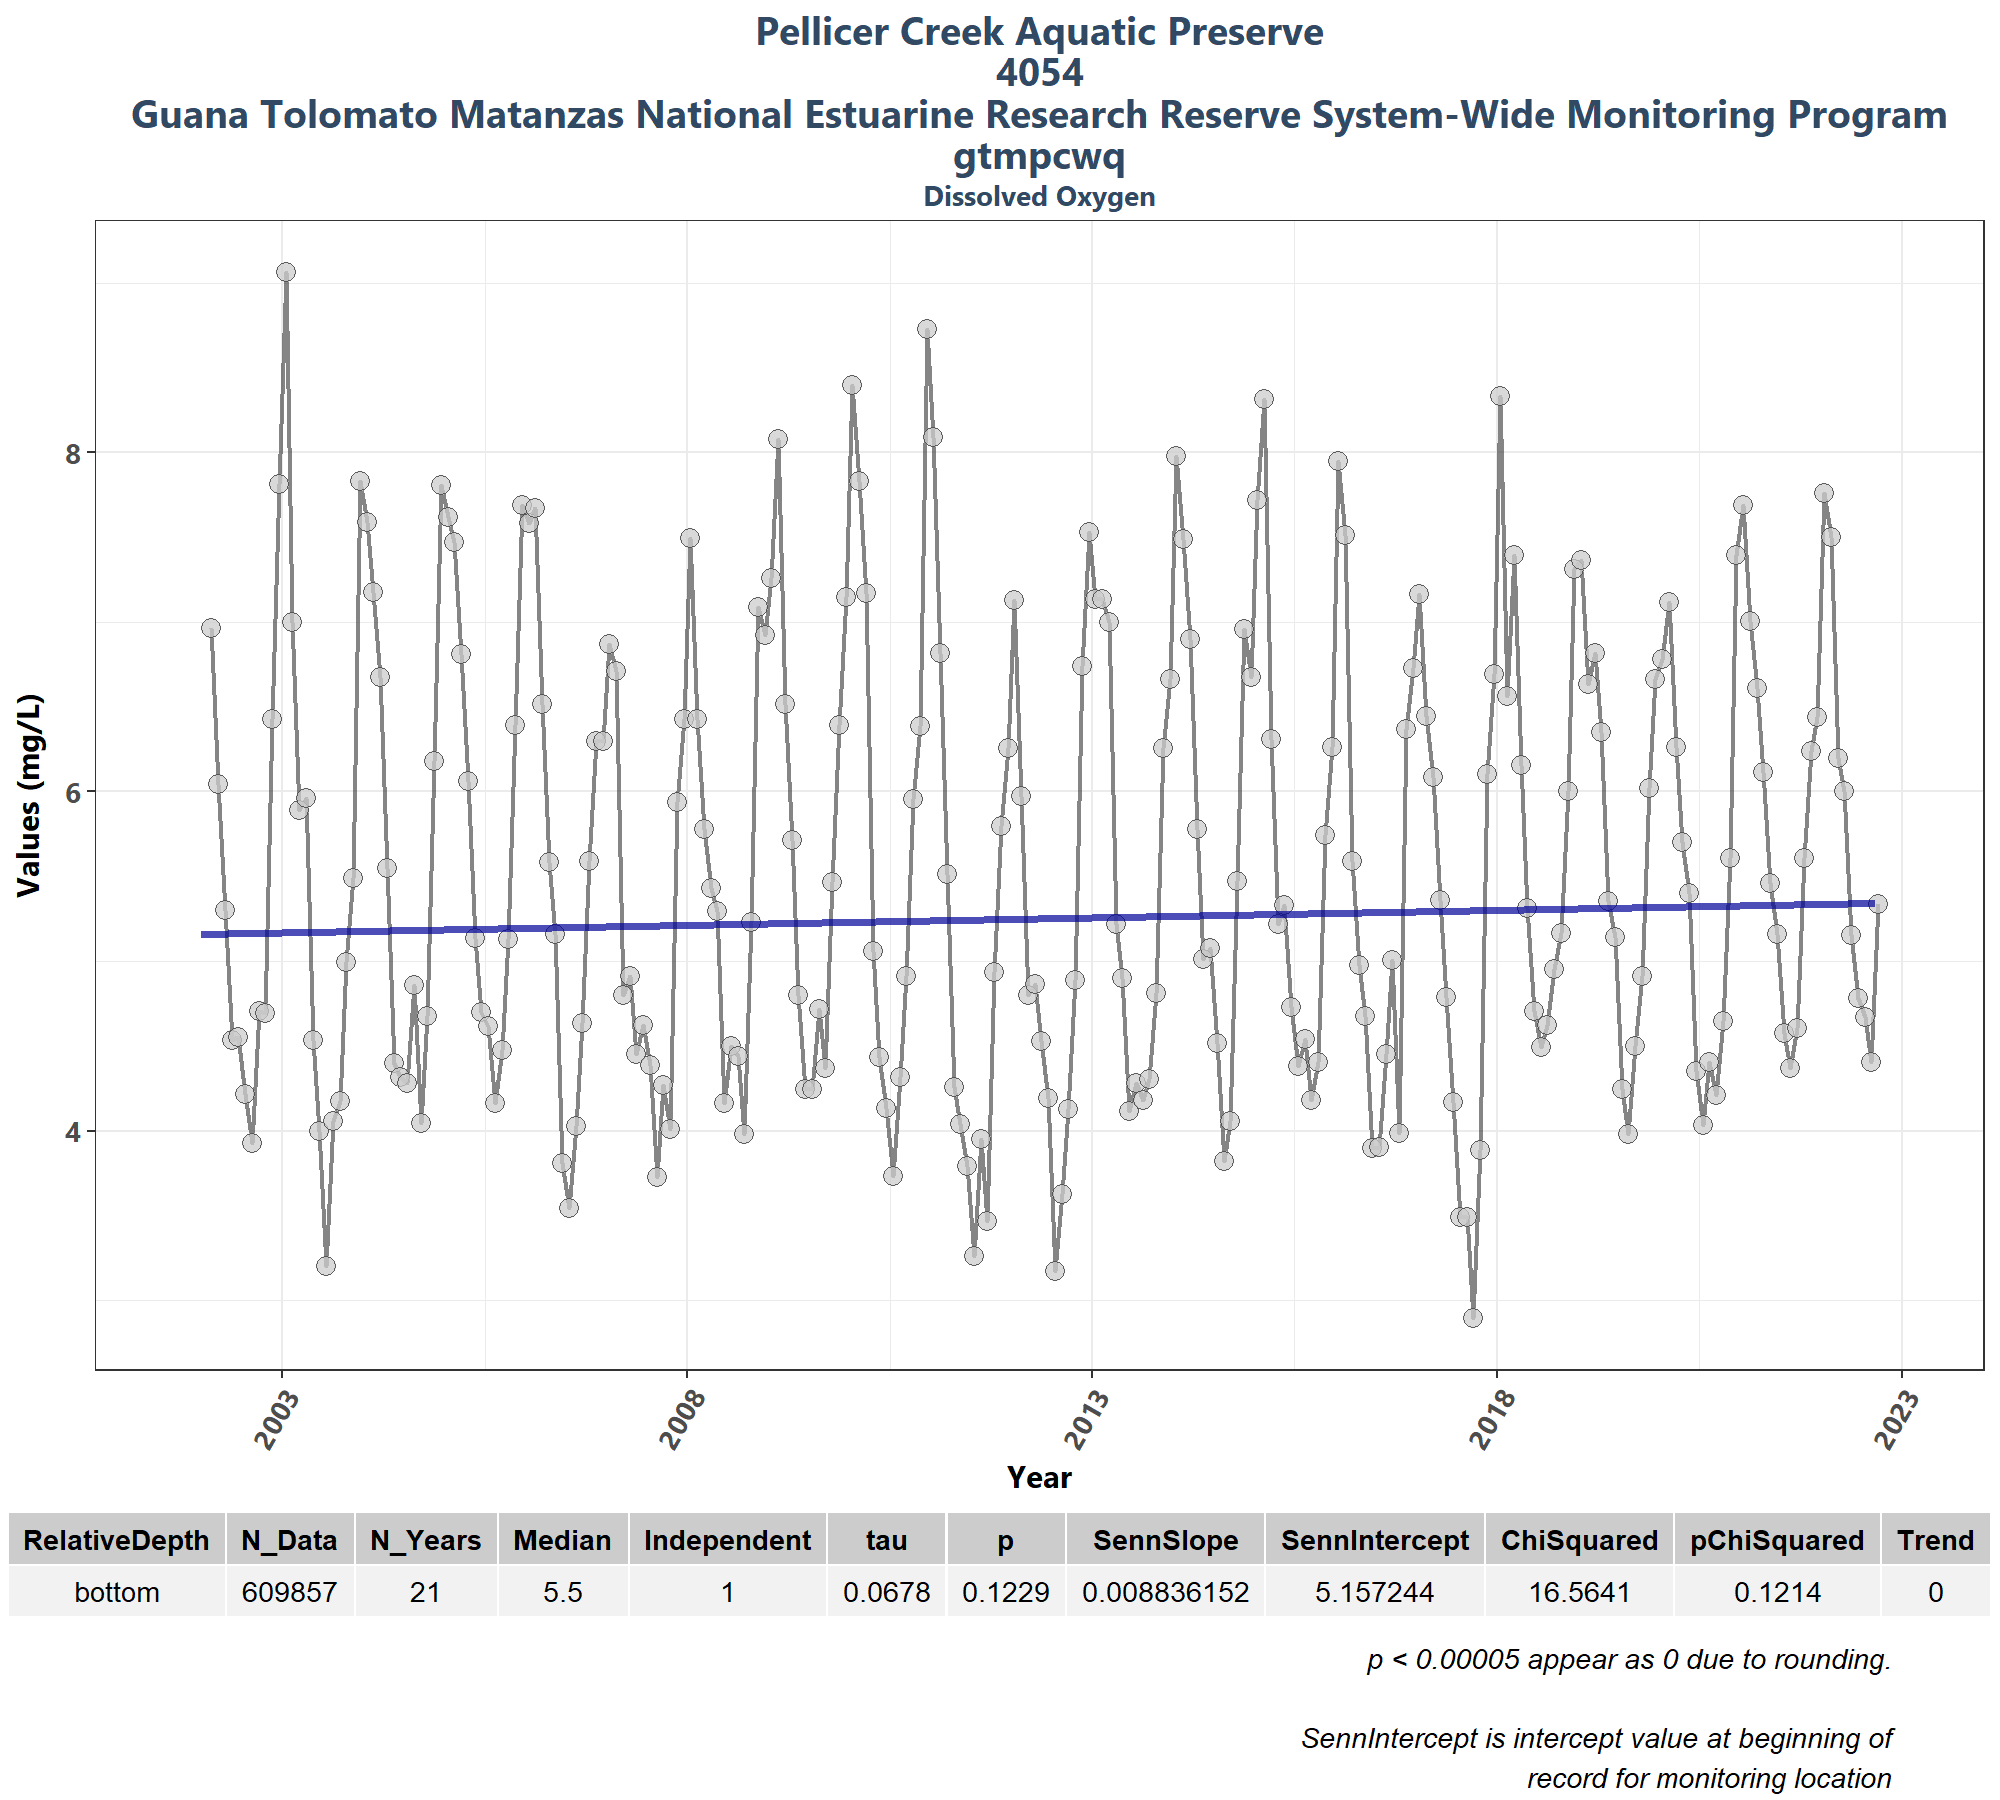 Pellicer Creek Aquatic Preserve
4054
Guana Tolomato Matanzas National Estuarine Research Reserve System-Wide Monitoring Program
gtmpcwq
Dissolved Oxygen
Values (mg/L)
8
6
4
2003 2008 2013 2018 2023
Year
RelativeDepth N_Data N_Years Median Independent tau p SennSlope SennIntercept ChiSquared pChiSquared Trend
bottom 609857 21 5.5 1 0.0678 0.1229 0.008836152 5.157244 16.5641 0.1214 0
p < 0.00005 appear as 0 due to rounding.
SennIntercept is intercept value at beginning of
record for monitoring location